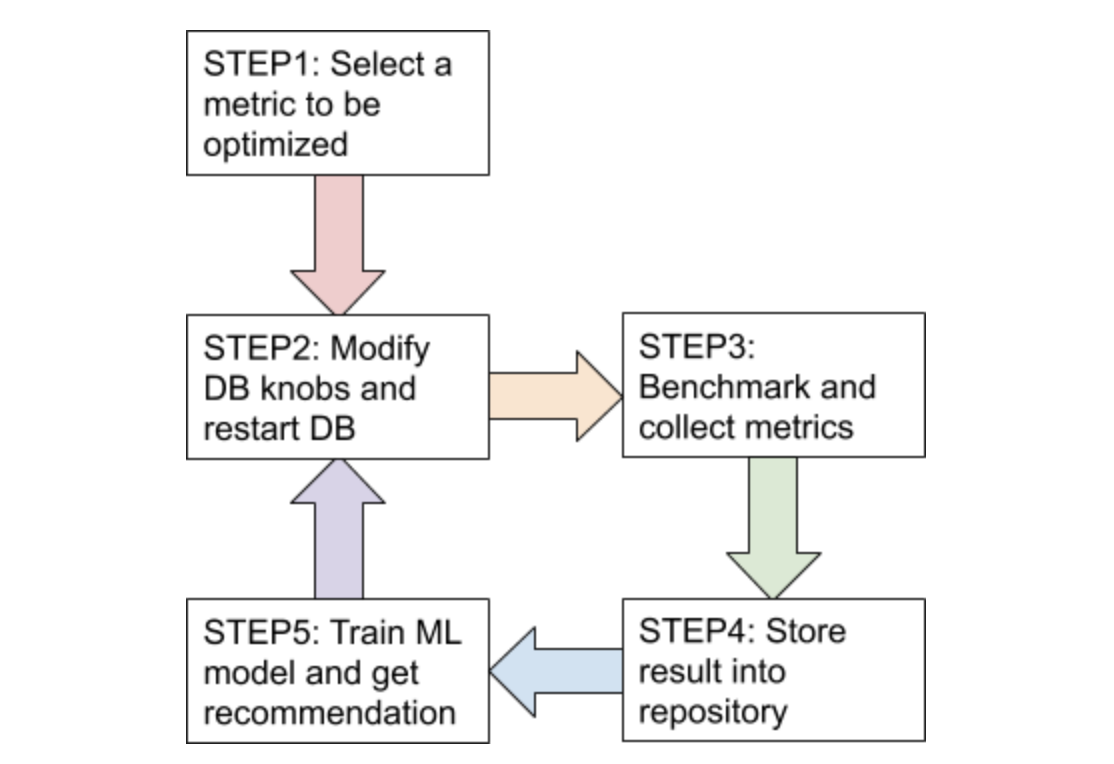 STEP1: Select a
metric to be
optimized
STEP2: Modify
DB knobs and
restart DB
STEP3:
Benchmark and
collect metrics
STEP4: Store
result into
repository
STEP5: Train ML
model and get
recommendation